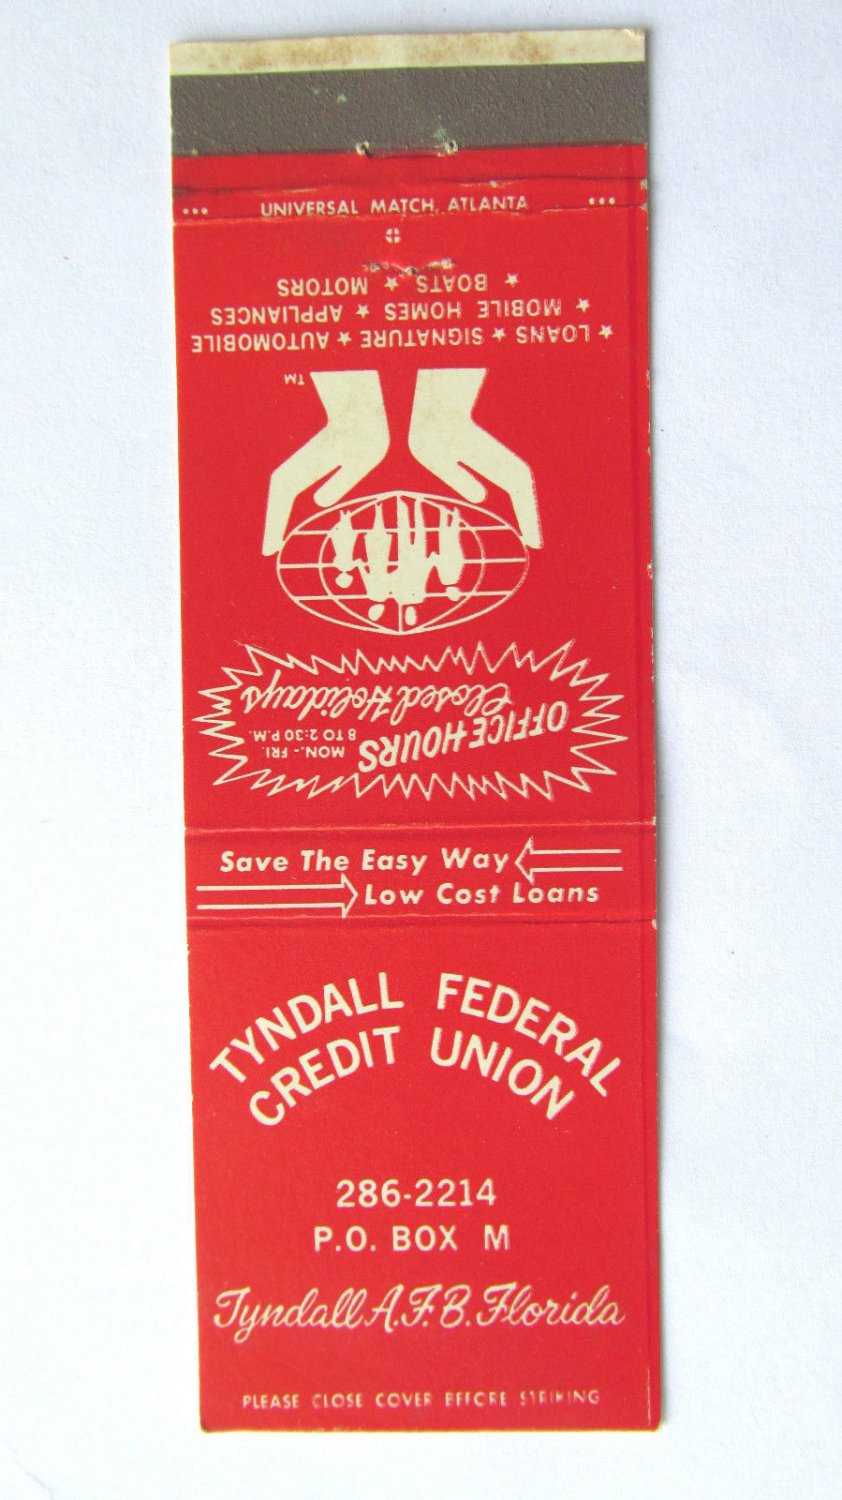 ••• UNIVERSAL MATCH, ATLANTA •••
★ LOANS ★ SIGNATURE ★ AUTOMOBILE
★ MOBILE HOMES ★ APPLIANCES
★ BOATS ★ MOTORS
TM
OFFICE HOURS MON.-FRI.
8 TO 2:30 P.M.
Closed Holidays
Save The Easy Way
Low Cost Loans
TYNDALL FEDERAL
CREDIT UNION
286-2214
P.O. BOX M
Tyndall A.F.B. Florida
PLEASE CLOSE COVER BEFORE STRIKING